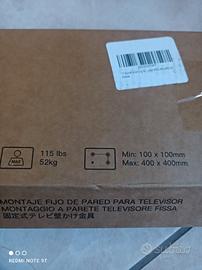 115 lbs
52kg
MAX
Min: 100 x 100mm
Max: 400 x 400mm
MONTAJE FIJO DE PARED PARA TELEVISOR
MONTAGGIO A PARETE TELEVISORE FISSA
固定式テレビ壁かけ金具
REDMI NOTE 9T